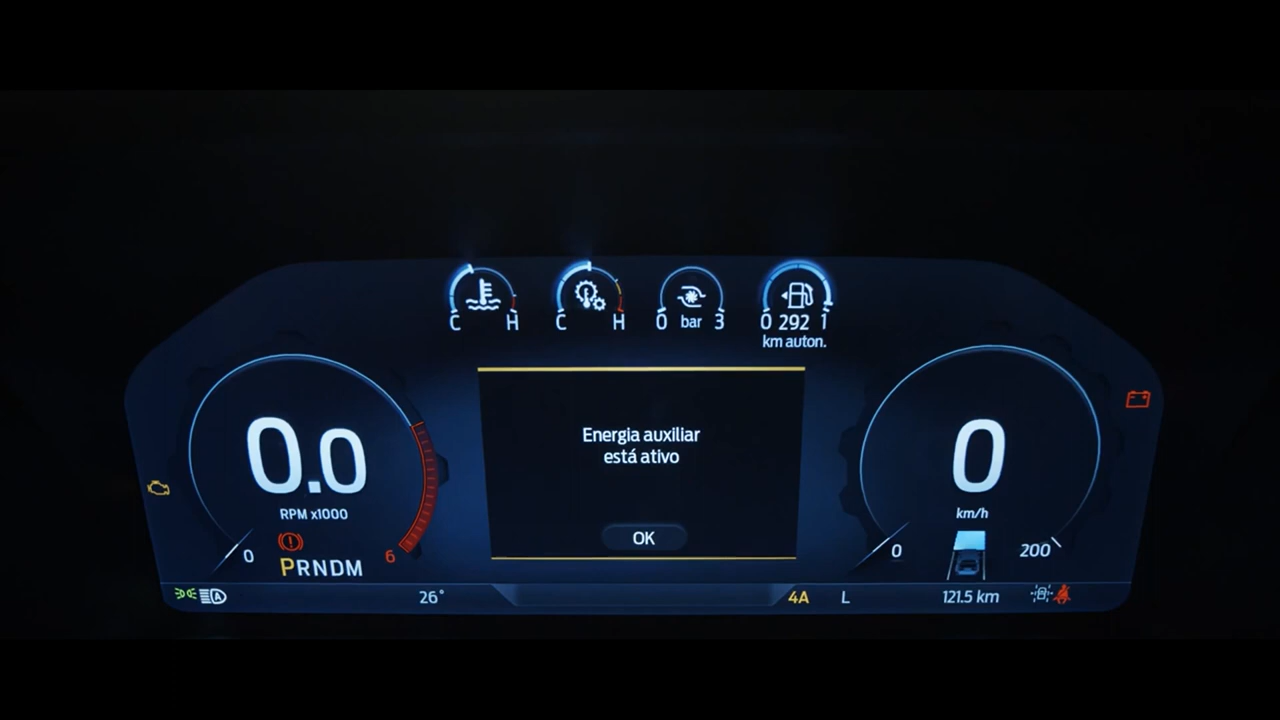 C H
C H
0 bar 3
0 292 1
km auton.
Energia auxiliar
está ativo
OK
0.0
RPM x1000
0 6
PRNDM
0
km/h
0 200
A
26°
4A L
121.5 km